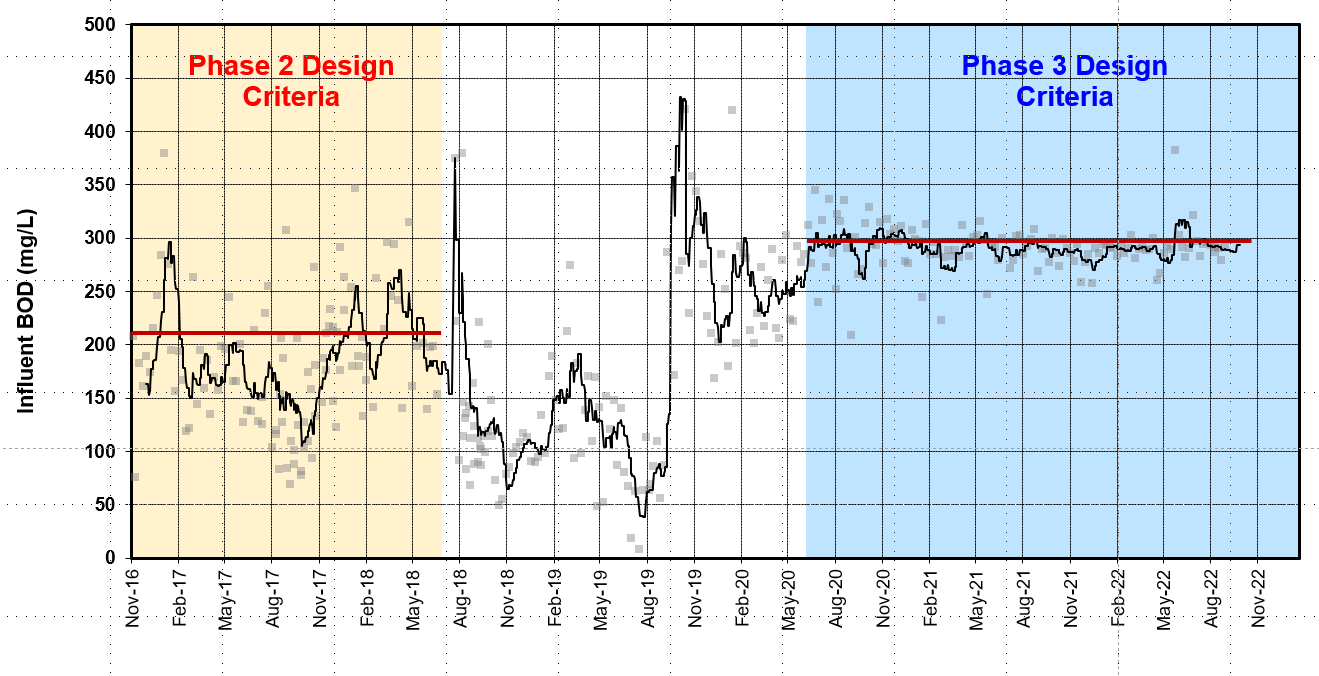 Phase 2 Design
Criteria
Phase 3 Design
Criteria
Influent BOD (mg/L)
500
450
400
350
300
250
200
150
100
50
0
Nov-16
Feb-17
May-17
Aug-17
Nov-17
Feb-18
May-18
Aug-18
Nov-18
Feb-19
May-19
Aug-19
Nov-19
Feb-20
May-20
Aug-20
Nov-20
Feb-21
May-21
Aug-21
Nov-21
Feb-22
May-22
Aug-22
Nov-22